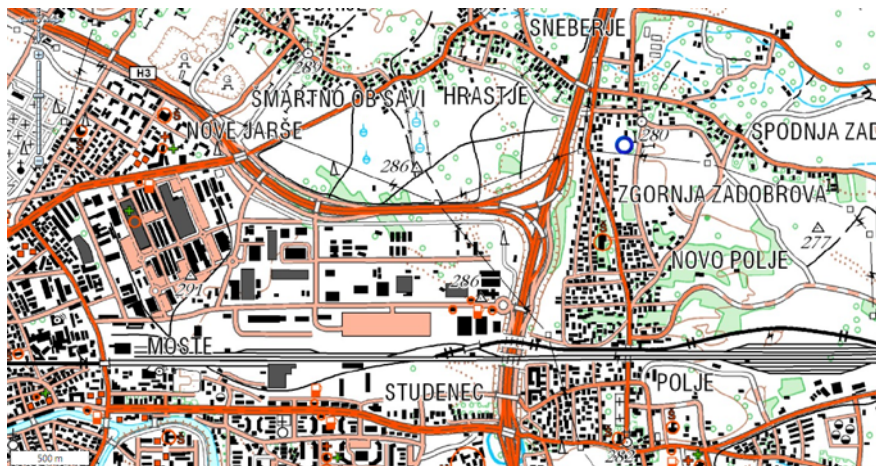 SNEBERJE
289
H3
ŠMARTNO OB SAVI
HRASTJE
NOVE JARŠE
280
SPODNJA ZAD
286
ZGORNJA ZADOBROVA
277
NOVO POLJE
291
286
MOSTE
STUDENEC
POLJE
282
500 m